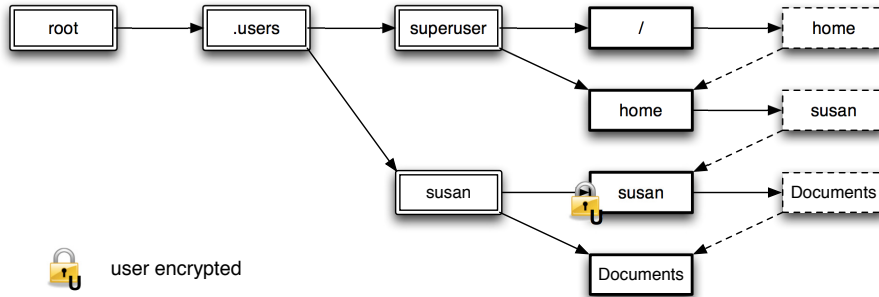 root
.users
superuser
/
home
home
susan
susan
susan
Documents
U
Documents
U
user encrypted